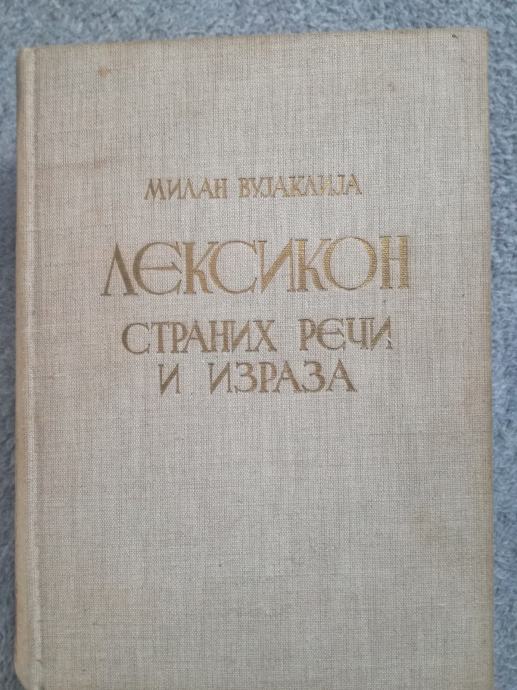 МИЛАН ВУЈАКЛИЈА
ЛЕКСИКОН
СТРАНИХ РЕЧИ
И ИЗРАЗА